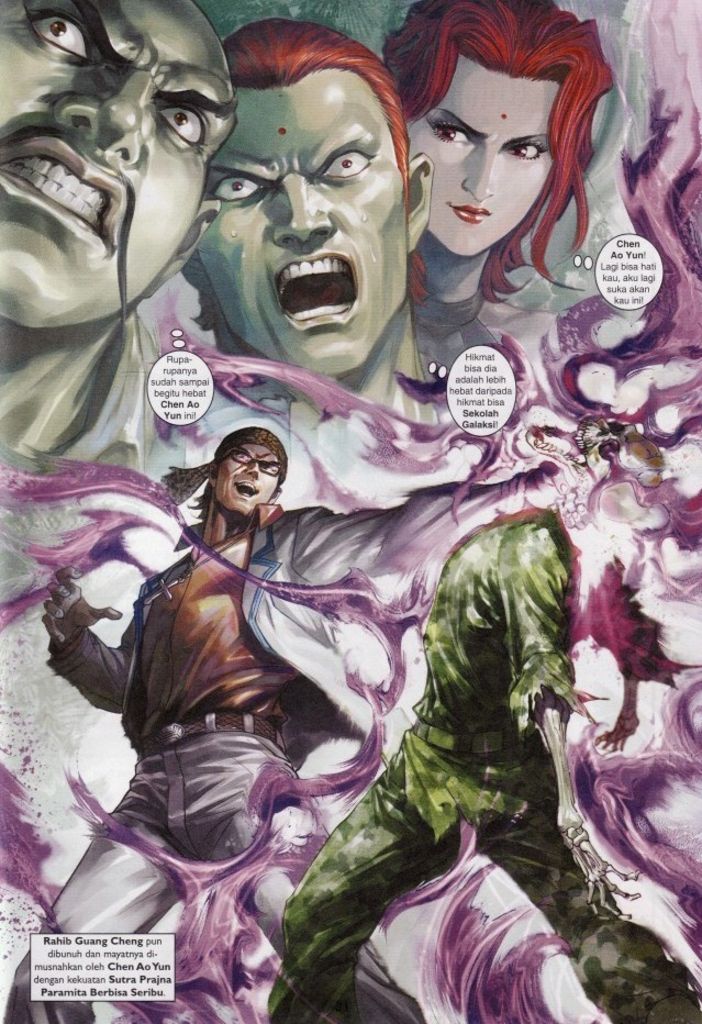 Chen
Ao Yun!
Lagi bisa hati
kau, aku lagi
suka akan
kau ini!
Rupa-
rupanya
sudah sampai
begitu hebat
Chen Ao
Yun ini!
Hikmat
bisa dia
adalah lebih
hebat daripada
hikmat bisa
Sekolah
Galaksi!
Rahib Guang Cheng pun
dibunuh dan mayatnya di-
musnahkan oleh Chen Ao Yun
dengan kekuatan Sutra Prajna
Paramita Berbisa Seribu.